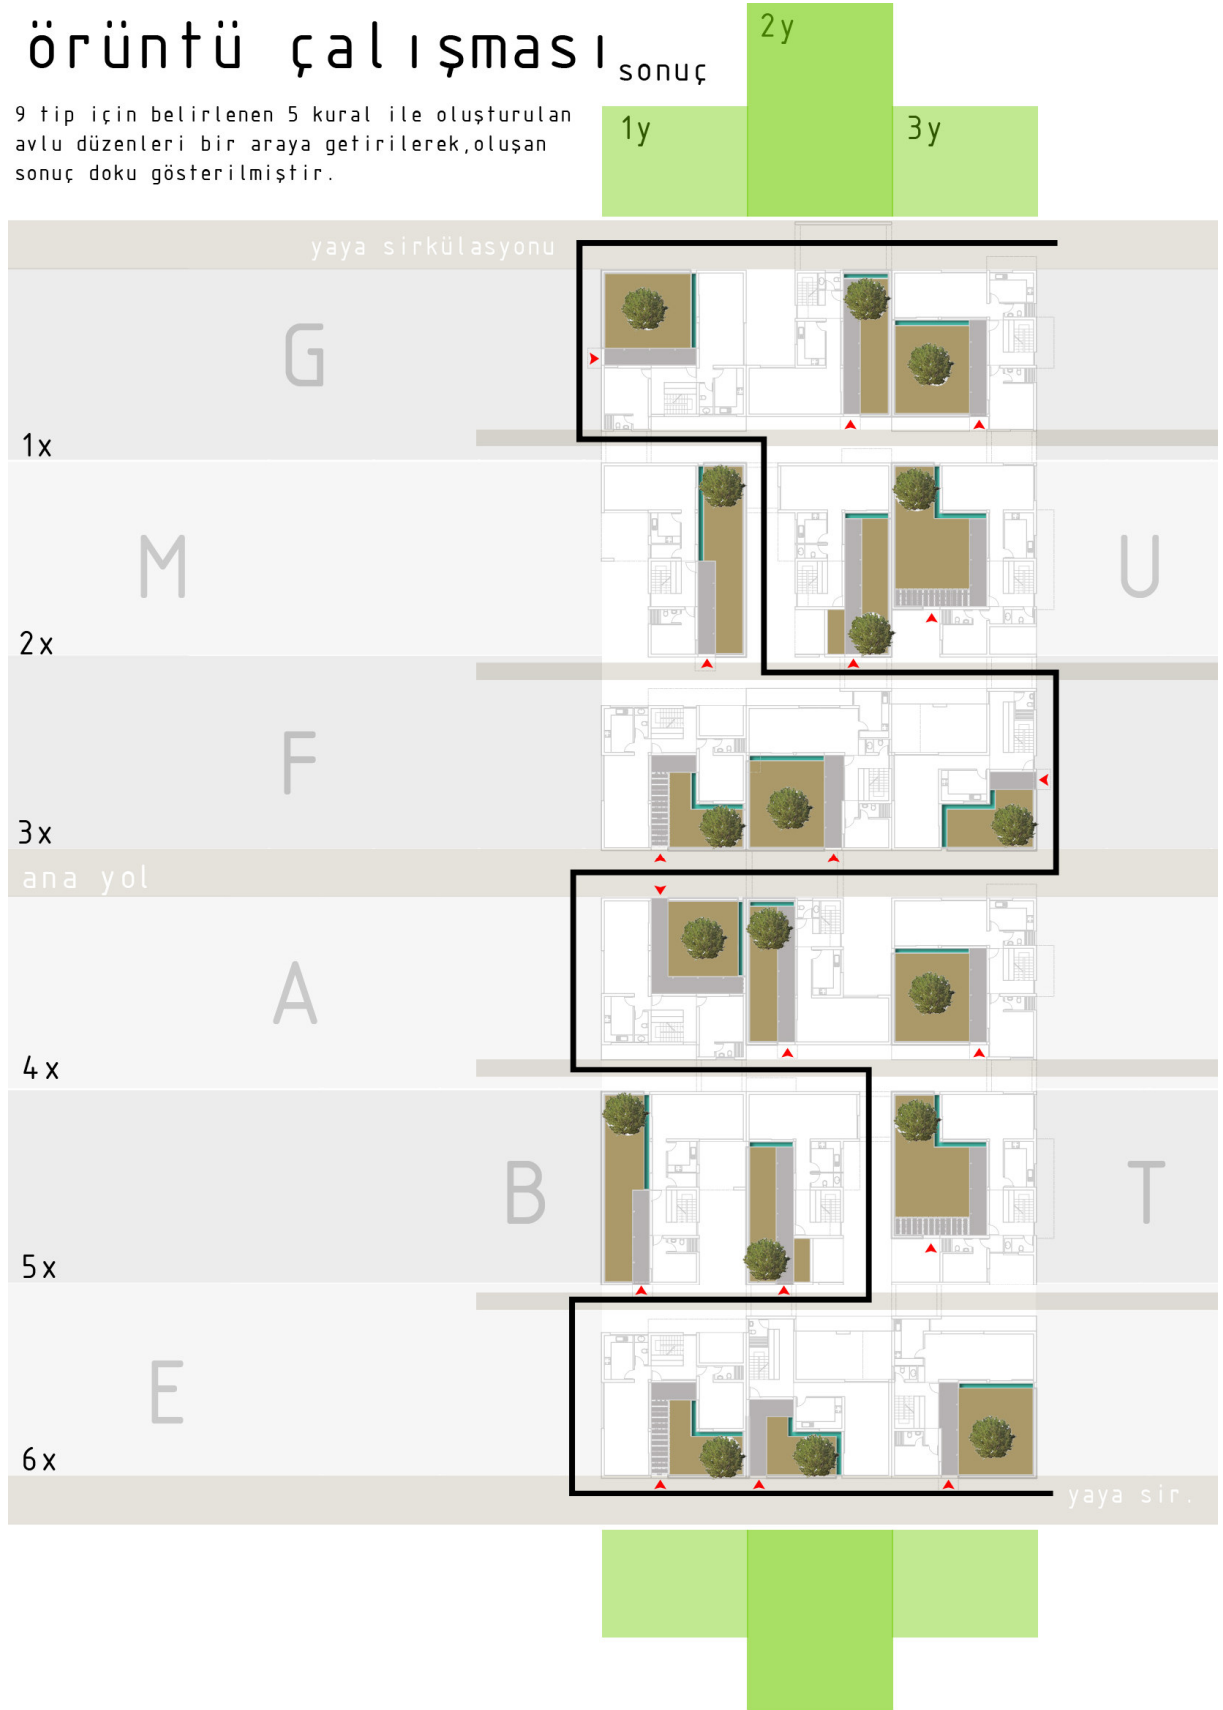 örüntü çalışması sonuç
9 tip için belirlenen 5 kural ile oluşturulan
avlu düzenleri bir araya getirilerek,oluşan
sonuç doku gösterilmiştir.
2y
1y
3y
yaya sirkülasyonu
G
1x
M
U
2x
F
3x
ana yol
A
4x
B
T
5x
E
6x
yaya sir.